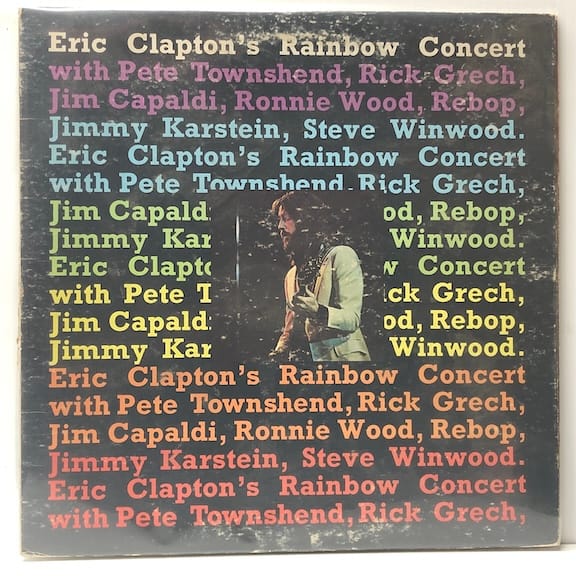 Eric Clapton's Rainbow Concert
with Pete Townshend, Rick Grech,
Jim Capaldi, Ronnie Wood, Rebop,
Jimmy Karstein, Steve Winwood.
Eric Clapton's Rainbow Concert
with Pete Townshend, Rick Grech,
Jim Capaldi od, Rebop,
Jimmy Kar Winwood.
Eric Clapto w Concert
with Pete T ick Grech,
Jim Capaldi od, Rebop,
Jimmy Kar Winwood.
Eric Clapton's Rainbow Concert
with Pete Townshend, Rick Grech,
Jim Capaldi, Ronnie Wood, Rebop,
Jimmy Karstein, Steve Winwood.
Eric Clapton's Rainbow Concert
with Pete Townshend, Rick Grech,